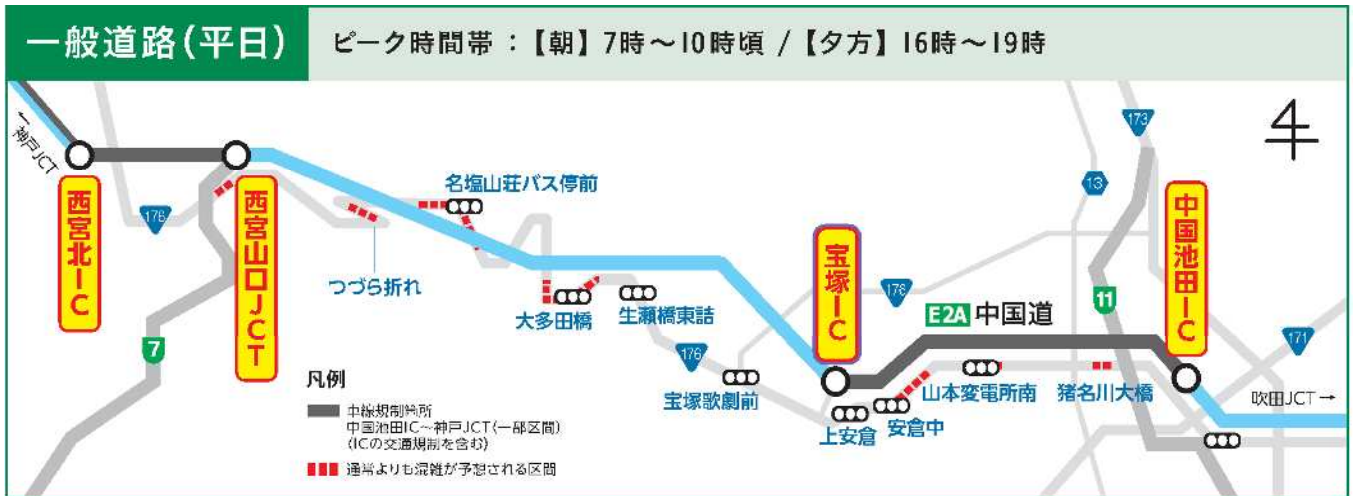 一般道路(平日)
ピーク時間帯:【朝】7時~10時頃 /【夕方】16時~19時
←神戸JCT
西宮北IC
176
7
西宮山口JCT
つづら折れ
名塩山荘バス停前
大多田橋
生瀬橋東詰
176
宝塚歌劇前
宝塚IC
176
上安倉
安倉中
E2A 中国道
山本変電所南
猪名川大橋
13
173
11
中国池田IC
171
吹田JCT→
凡例
車線規制箇所
中国池田IC~神戸JCT(一部区間)
(ICの交通規制を含む)
通常よりも混雑が予想される区間